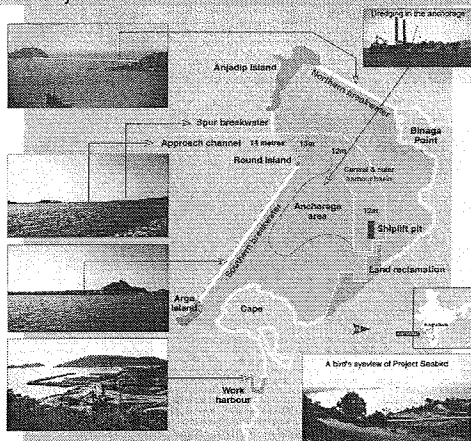 Dredging in the anchorage
Anjadip Island
Northern breakwater
Spur breakwater
Binaga
Point
Approach channel 14 metres 13m
12m
Round Island
Central & outer
harbour basin
Anchorage
area
12m
Shiplift pit
Southern breakwater
Land reclamation
Arga
Island
Cape
A bird's eyeview of Project Seabird
Work
harbour